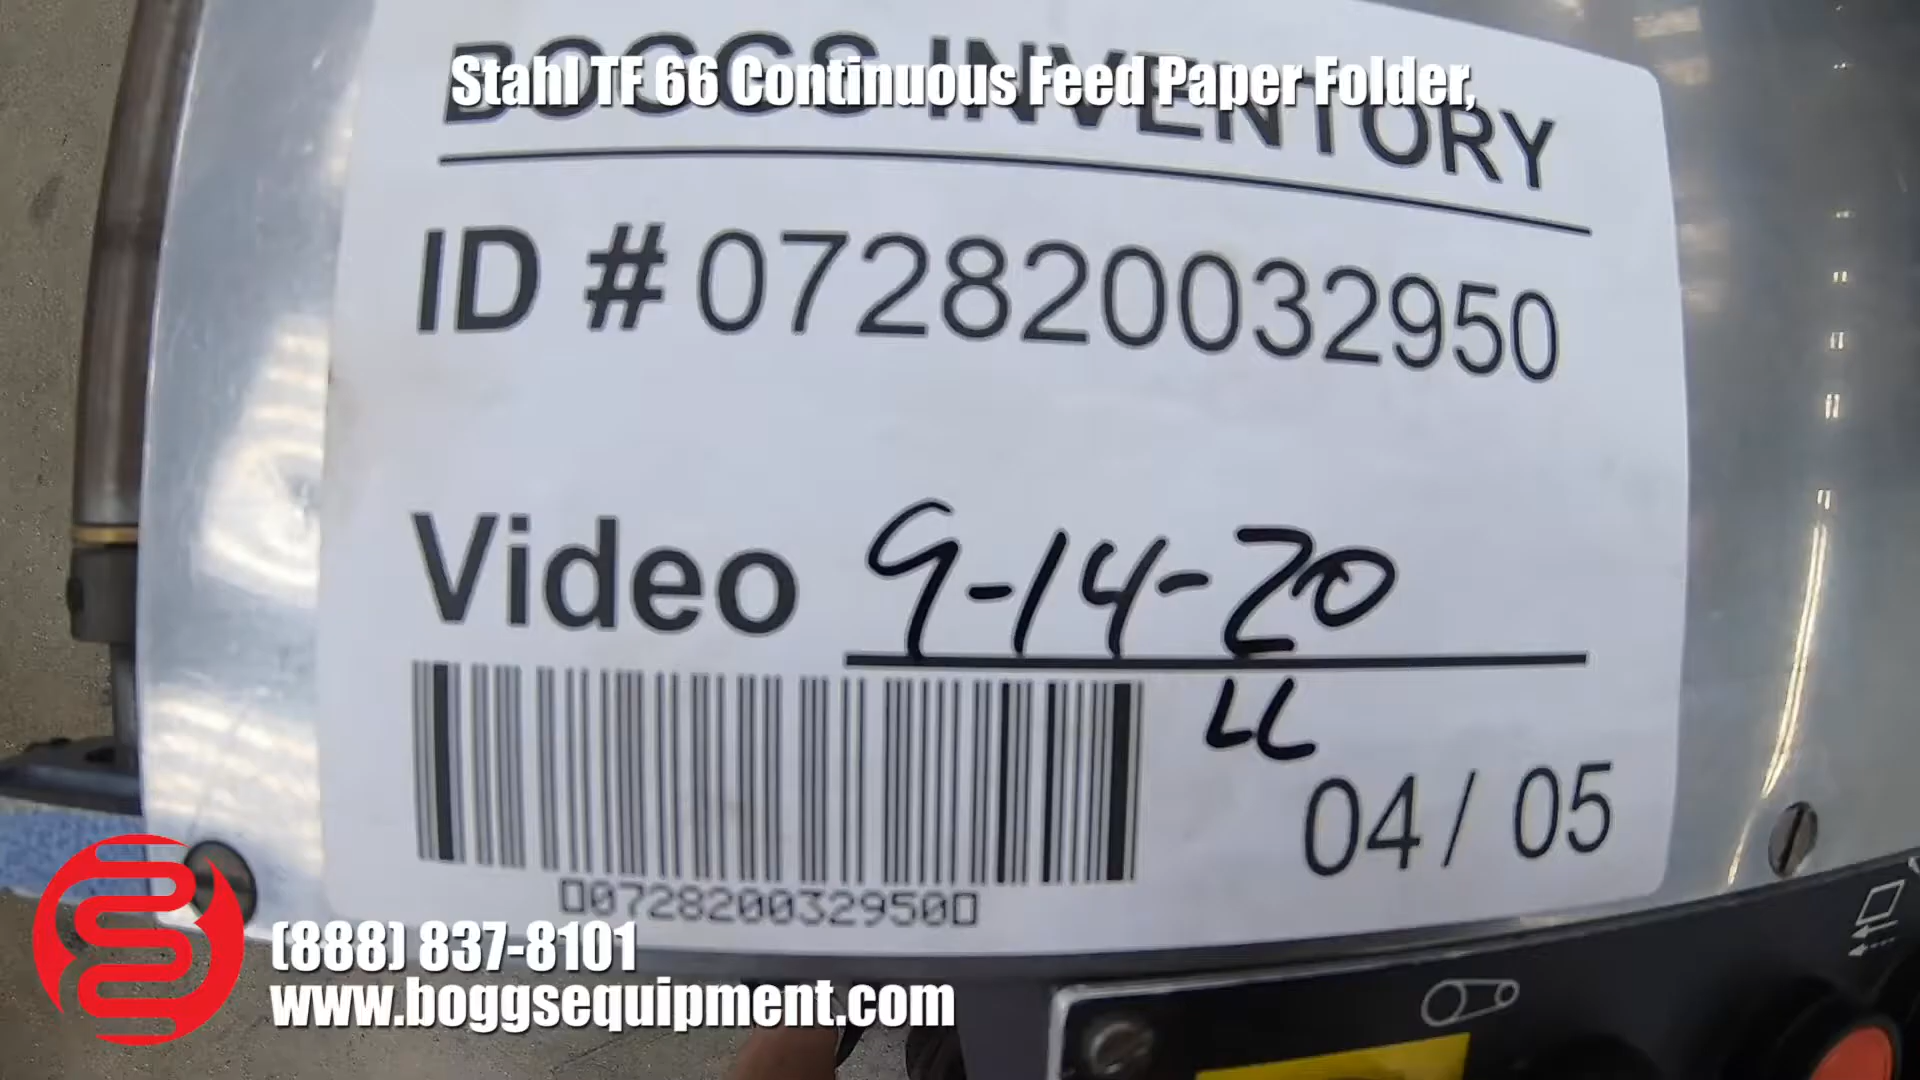 Stahl TF 66 Continuous Feed Paper Folder,
BOGGS INVENTORY
ID #072820032950
Video 9-14-20
LL
04/ 05
▯072820032950▯
(888) 837-8101
www.boggsequipment.com